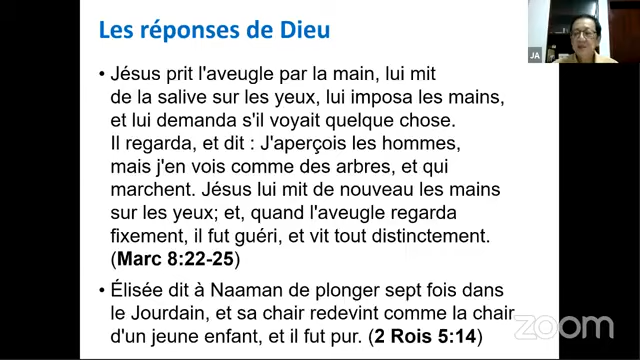 Les réponses de Dieu
• Jésus prit l'aveugle par la main, lui mit
de la salive sur les yeux, lui imposa les mains,
et lui demanda s'il voyait quelque chose.
Il regarda, et dit : J'aperçois les hommes,
mais j'en vois comme des arbres, et qui
marchent. Jésus lui mit de nouveau les mains
sur les yeux; et, quand l'aveugle regarda
fixement, il fut guéri, et vit tout distinctement.
(Marc 8:22-25)
• Élisée dit à Naaman de plonger sept fois dans
le Jourdain, et sa chair redevint comme la chair
d'un jeune enfant, et il fut pur. (2 Rois 5:14)
JA
zoom